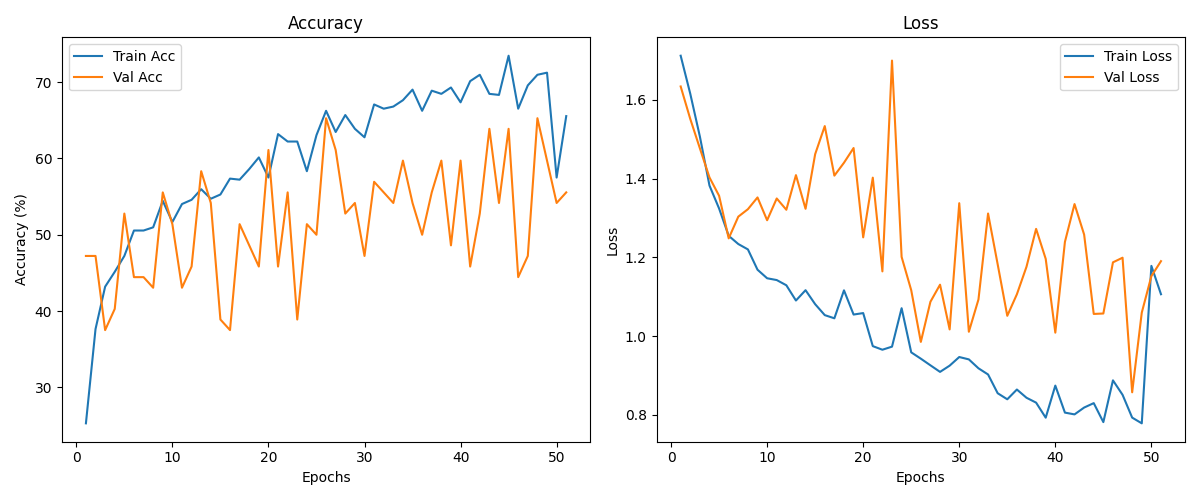 Accuracy
Train Acc
Val Acc
Accuracy (%)
70
60
50
40
30
0 10 20 30 40 50
Epochs
Loss
Train Loss
Val Loss
Loss
1.6
1.4
1.2
1.0
0.8
0 10 20 30 40 50
Epochs